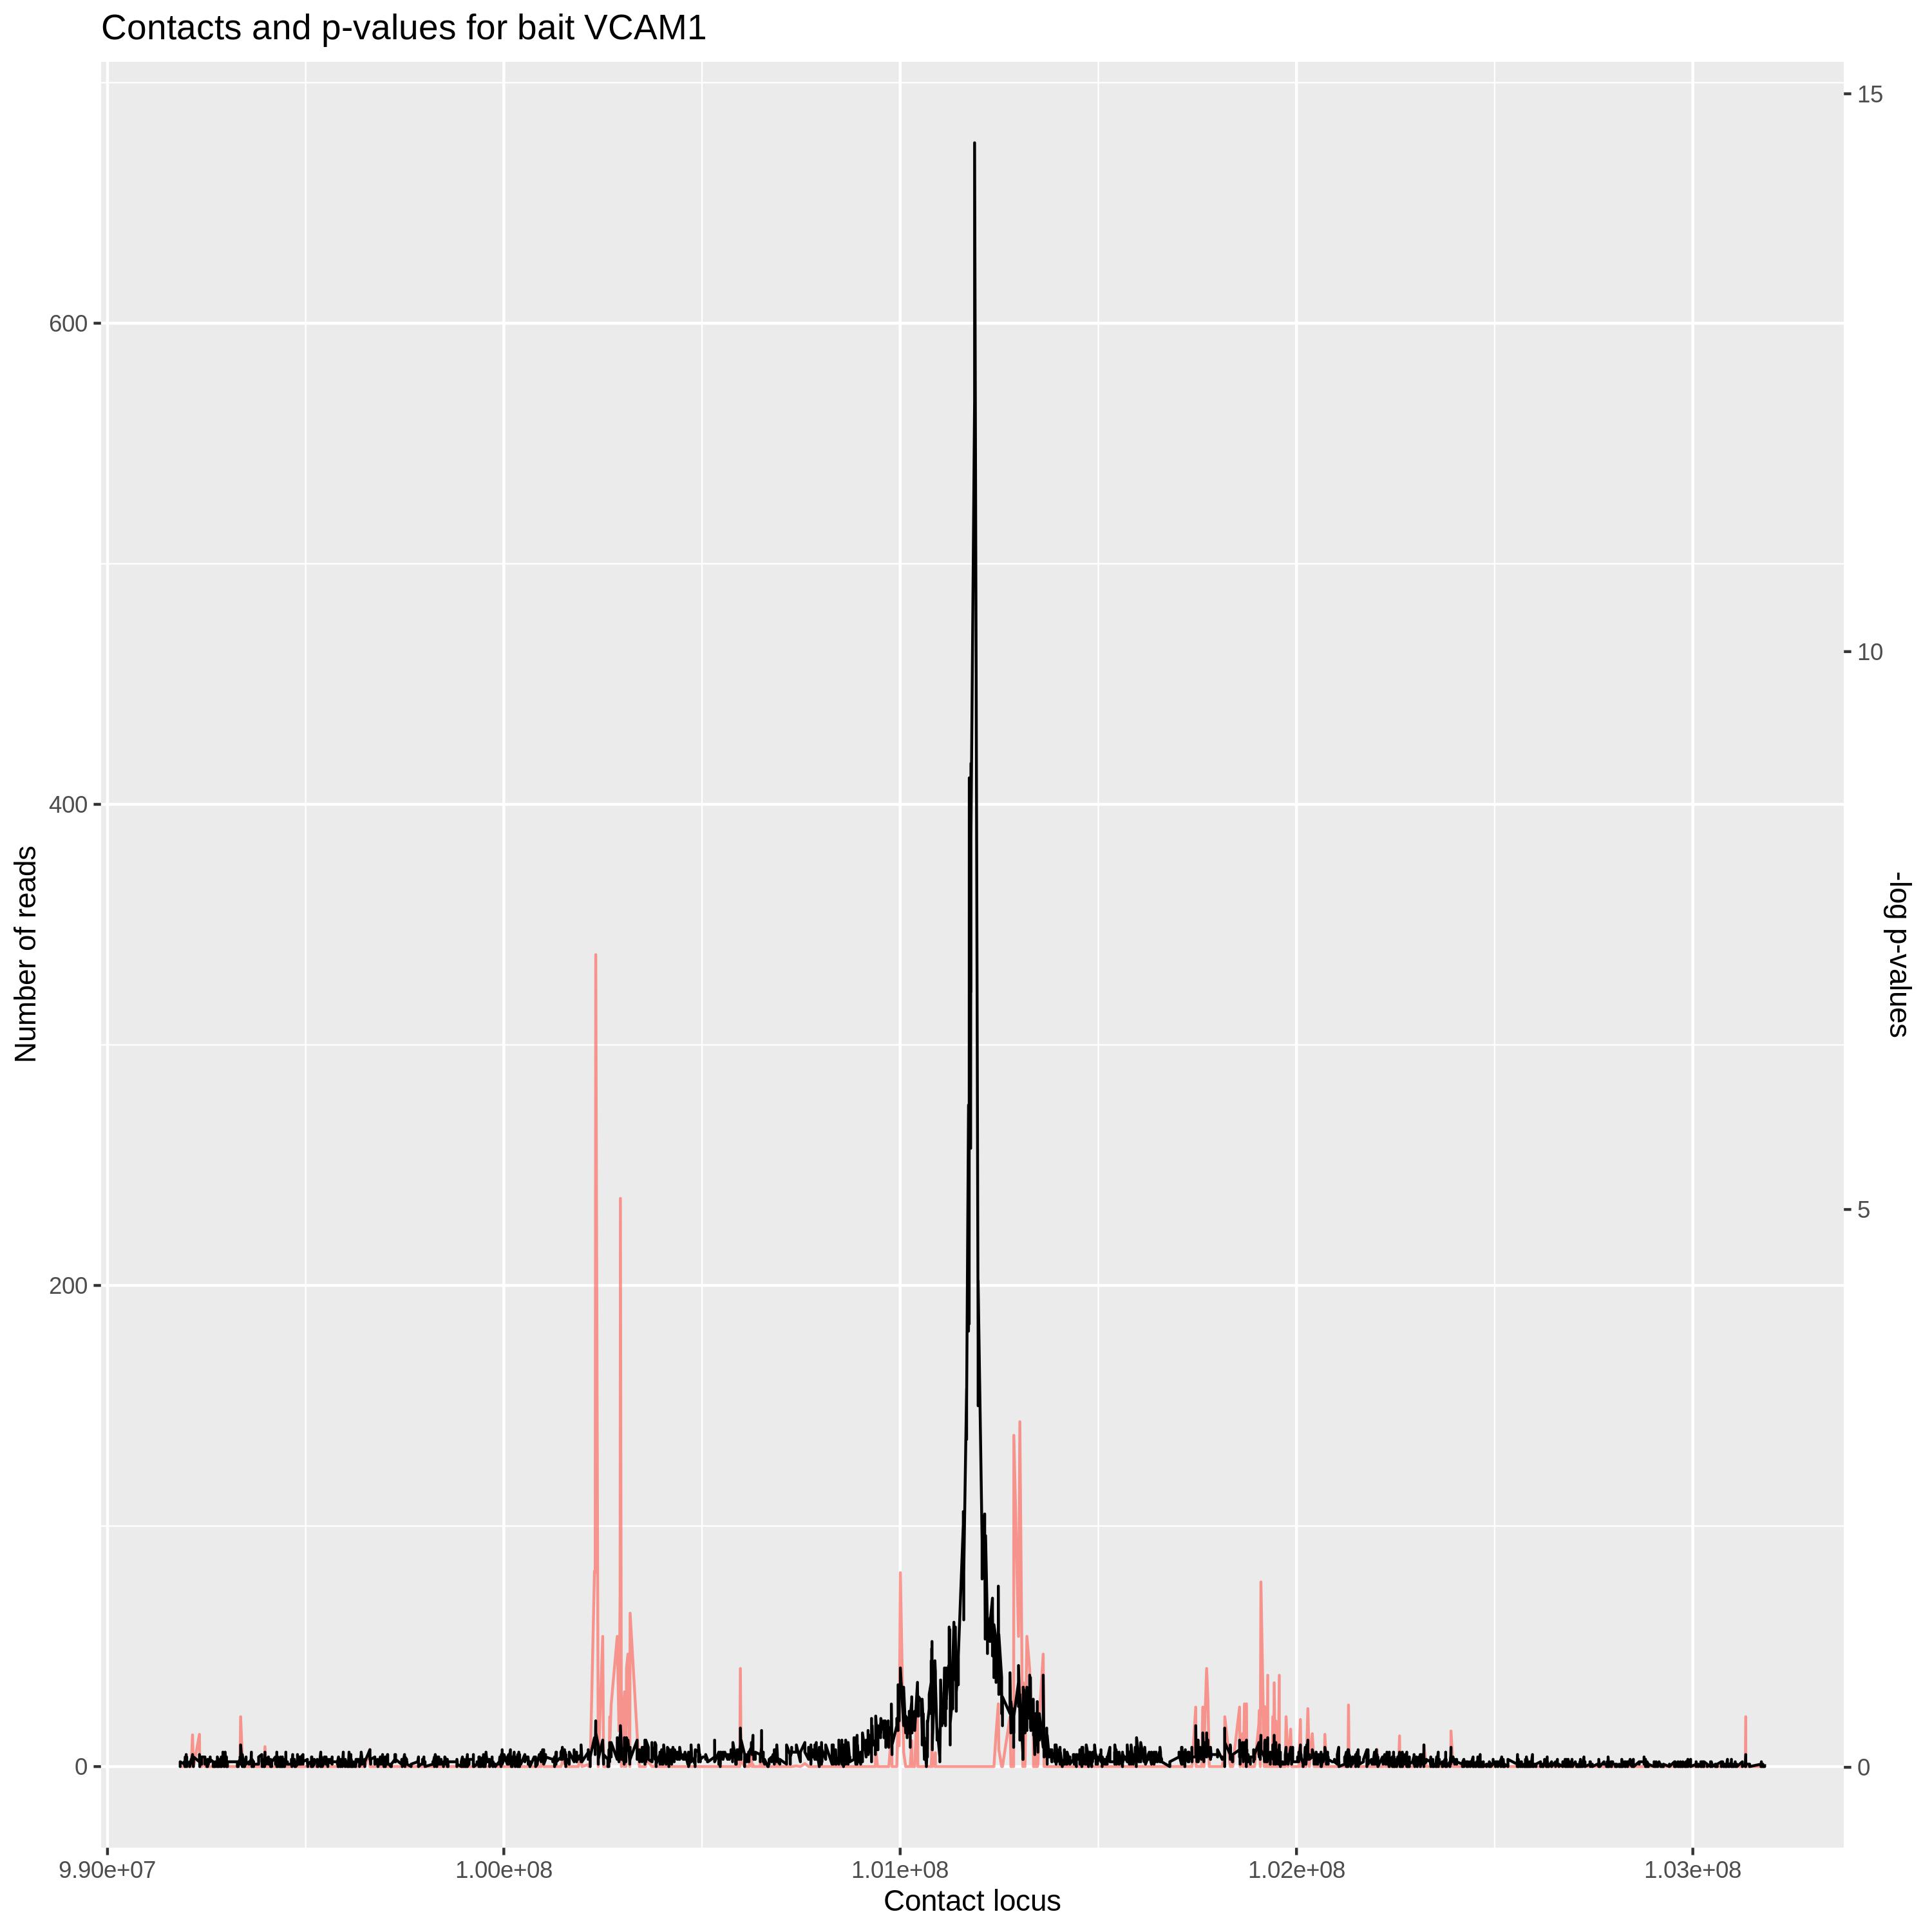 Contacts and p-values for bait VCAM1
Number of reads
600
400
200
0
15
10
5
0
-log p-values
9.90e+07 1.00e+08 1.01e+08 1.02e+08 1.03e+08
Contact locus